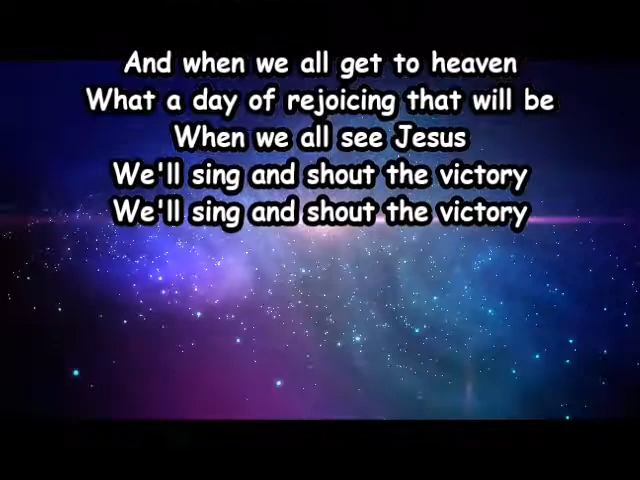 And when we all get to heaven
What a day of rejoicing that will be
When we all see Jesus
We'll sing and shout the victory
We'll sing and shout the victory